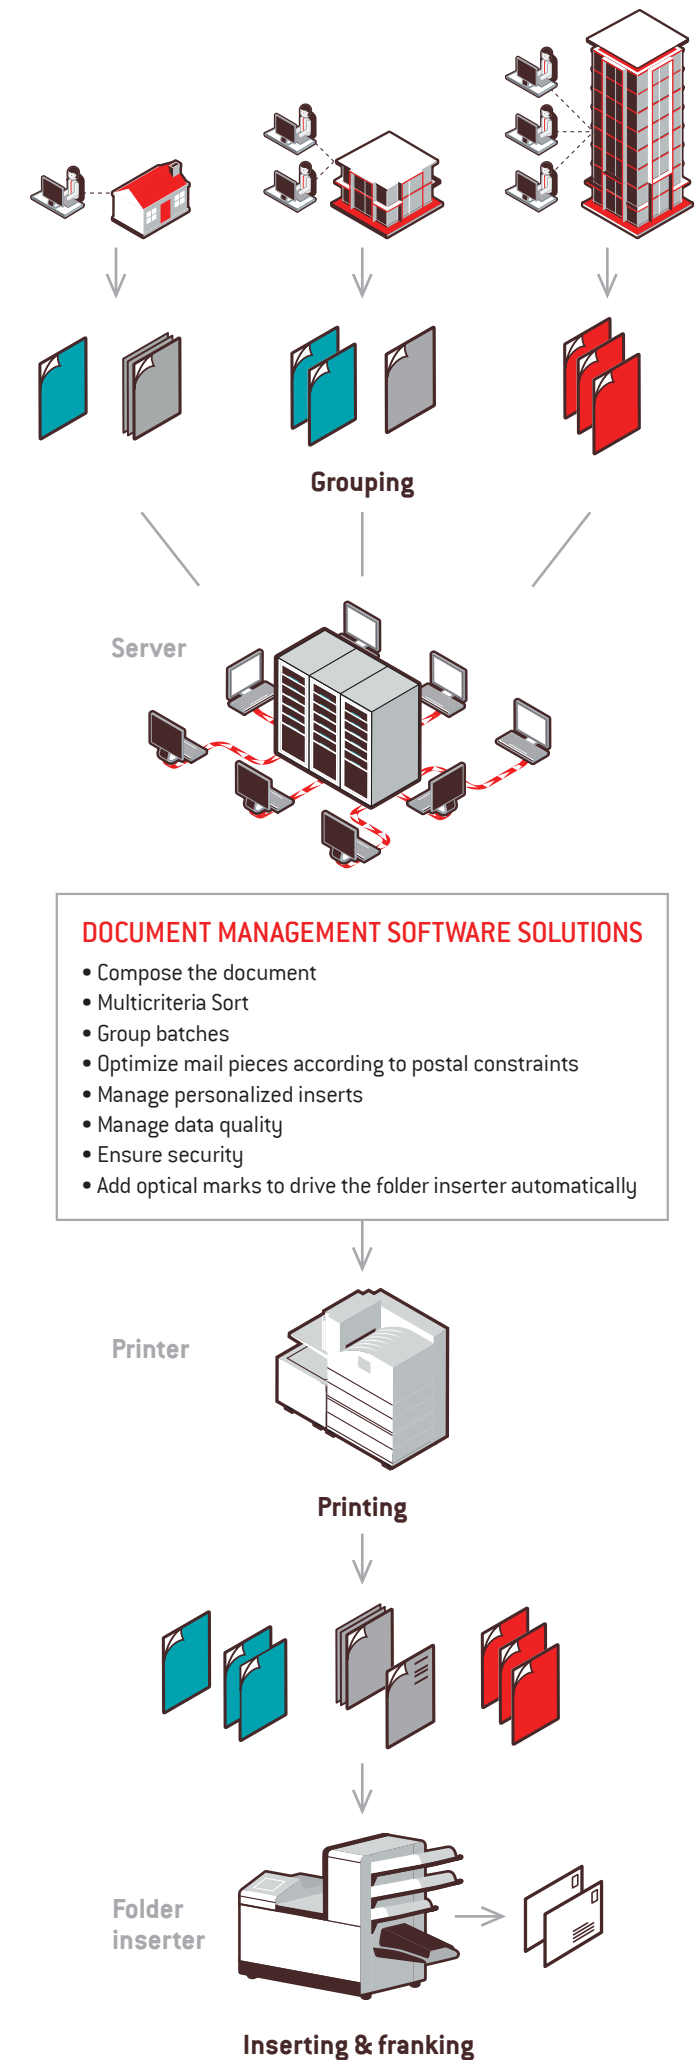 Grouping
Server
DOCUMENT MANAGEMENT SOFTWARE SOLUTIONS
• Compose the document
• Multicriteria Sort
• Group batches
• Optimize mail pieces according to postal constraints
• Manage personalized inserts
• Manage data quality
• Ensure security
• Add optical marks to drive the folder inserter automatically
Printer
Printing
Folder
inserter
Inserting & franking